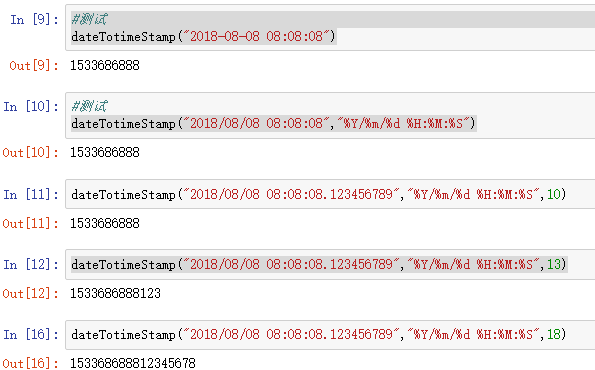 In [9]: #测试
dateTotimeStamp("2018-08-08 08:08:08")
Out[9]: 1533686888
In [10]: #测试
dateTotimeStamp("2018/08/08 08:08:08","%Y/%m/%d %H:%M:%S")
Out[10]: 1533686888
In [11]: dateTotimeStamp("2018/08/08 08:08:08.123456789","%Y/%m/%d %H:%M:%S",10)
Out[11]: 1533686888
In [12]: dateTotimeStamp("2018/08/08 08:08:08.123456789","%Y/%m/%d %H:%M:%S",13)
Out[12]: 1533686888123
In [16]: dateTotimeStamp("2018/08/08 08:08:08.123456789","%Y/%m/%d %H:%M:%S",18)
Out[16]: 153368688812345678